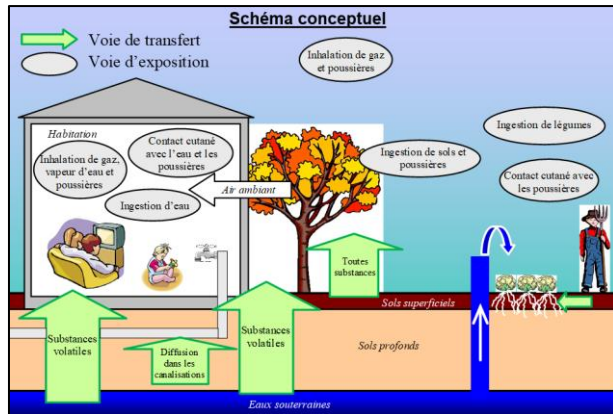 Schéma conceptuel
Voie de transfert
Voie d'exposition
Inhalation de gaz
et poussières
Habitation
Inhalation de gaz,
vapeur d'eau et
poussières
Contact cutané
avec l'eau et les
poussières
Ingestion d'eau
Air ambiant
Ingestion de sols et
poussières
Ingestion de légumes
Contact cutané avec
les poussières
Toutes
substances
Sols superficiels
Substances
volatiles
Diffusion
dans les
canalisations
Substances
volatiles
Sols profonds
Eaux souterraines